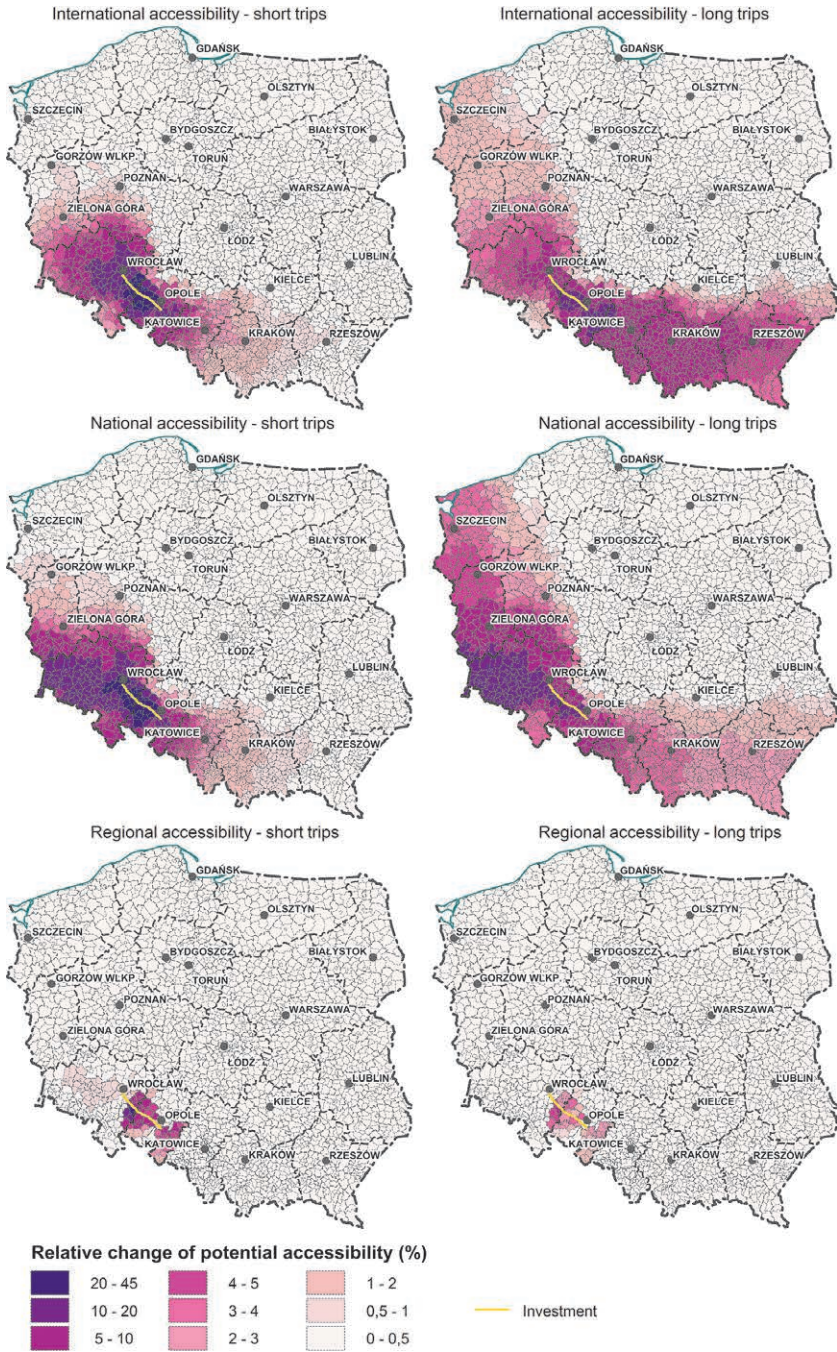 International accessibility - short trips
GDAŃSK
OLSZTYN
SZCZECIN
BYDGOSZCZ
BIAŁYSTOK
TORUŃ
GORZÓW WLKP.
POZNAŃ
WARSZAWA
ZIELONA GÓRA
ŁÓDŹ
LUBLIN
WROCŁAW
KIELCE
OPOLE
KATOWICE
KRAKÓW
RZESZÓW
International accessibility - long trips
GDAŃSK
OLSZTYN
SZCZECIN
BYDGOSZCZ
BIAŁYSTOK
TORUŃ
GORZÓW WLKP.
POZNAŃ
WARSZAWA
ZIELONA GÓRA
ŁÓDŹ
LUBLIN
WROCŁAW
KIELCE
OPOLE
KATOWICE
KRAKÓW
RZESZÓW
National accessibility - short trips
GDAŃSK
OLSZTYN
SZCZECIN
BYDGOSZCZ
BIAŁYSTOK
TORUŃ
GORZÓW WLKP.
POZNAŃ
WARSZAWA
ZIELONA GÓRA
ŁÓDŹ
LUBLIN
WROCŁAW
KIELCE
OPOLE
KATOWICE
KRAKÓW
RZESZÓW
National accessibility - long trips
GDAŃSK
OLSZTYN
SZCZECIN
BYDGOSZCZ
BIAŁYSTOK
TORUŃ
GORZÓW WLKP.
POZNAŃ
WARSZAWA
ZIELONA GÓRA
ŁÓDŹ
LUBLIN
WROCŁAW
KIELCE
OPOLE
KATOWICE
KRAKÓW
RZESZÓW
Regional accessibility - short trips
GDAŃSK
OLSZTYN
SZCZECIN
BYDGOSZCZ
BIAŁYSTOK
TORUŃ
GORZÓW WLKP.
POZNAŃ
WARSZAWA
ZIELONA GÓRA
ŁÓDŹ
LUBLIN
WROCŁAW
KIELCE
OPOLE
KATOWICE
KRAKÓW
RZESZÓW
Regional accessibility - long trips
GDAŃSK
OLSZTYN
SZCZECIN
BYDGOSZCZ
BIAŁYSTOK
TORUŃ
GORZÓW WLKP.
POZNAŃ
WARSZAWA
ZIELONA GÓRA
ŁÓDŹ
LUBLIN
WROCŁAW
KIELCE
OPOLE
KATOWICE
KRAKÓW
RZESZÓW
Relative change of potential accessibility (%)
20 - 45
10 - 20
5 - 10
4 - 5
3 - 4
2 - 3
1 - 2
0,5 - 1
0 - 0,5
Investment